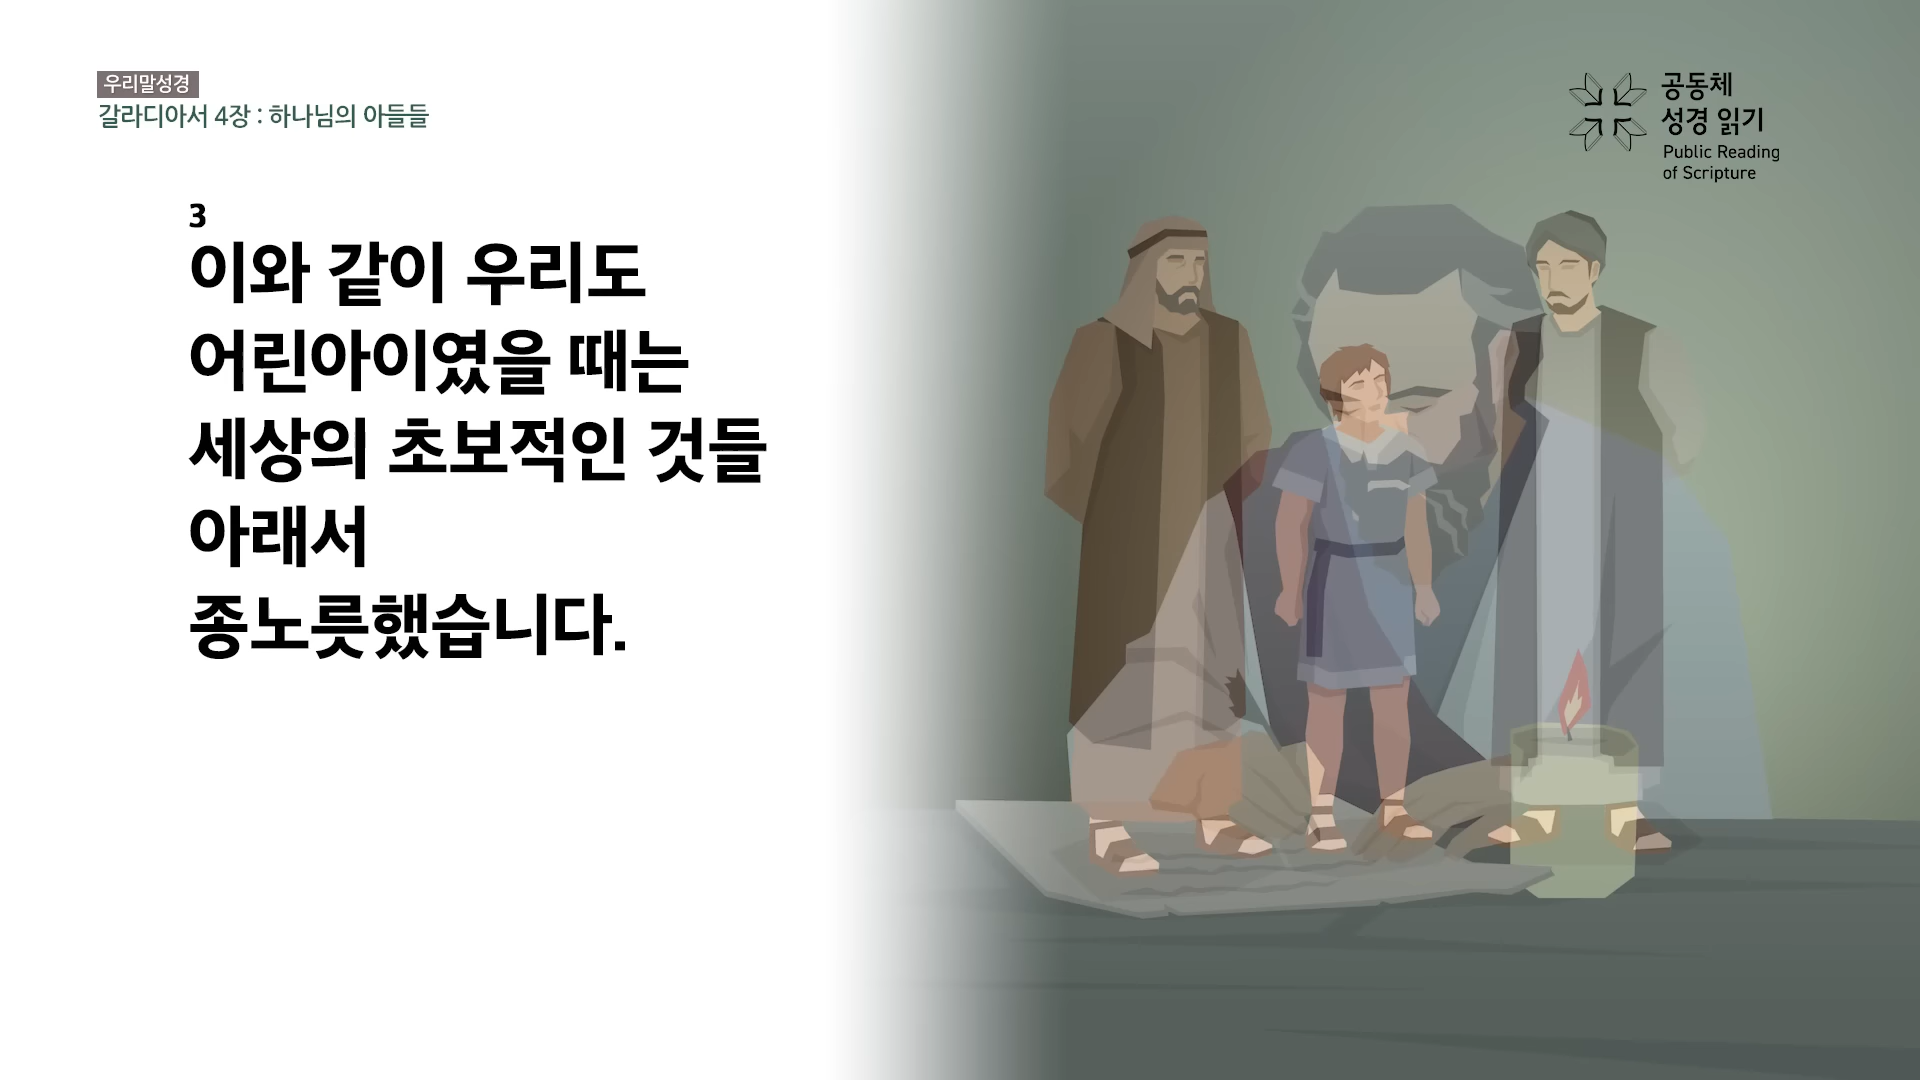 우리말성경
갈라디아서 4장 : 하나님의 아들들
공동체
성경 읽기
Public Reading
of Scripture
3
이와 같이 우리도
어린아이였을 때는
세상의 초보적인 것들
아래서
종노릇했습니다.